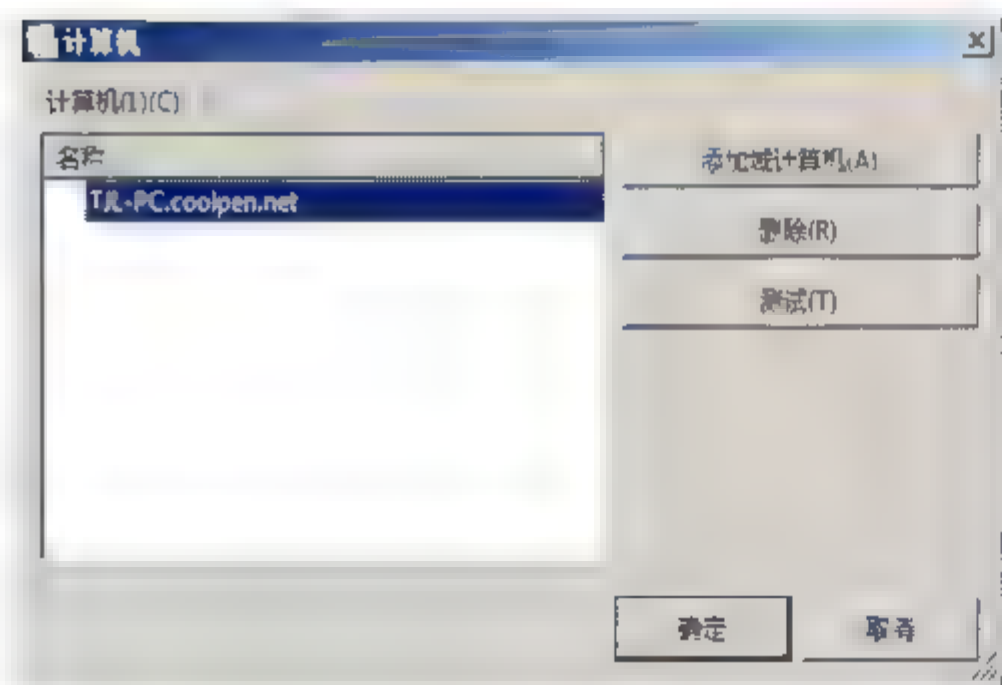 计算机
计算机(1)(C)
名称
添加域计算机(A)
TJL-PC.coolpen.net
删除(R)
测试(T)
确定
取消